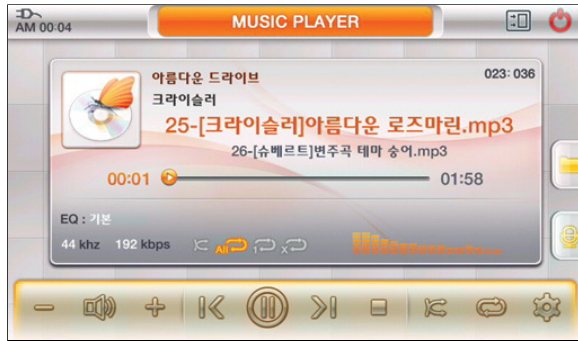 AM 00:04
MUSIC PLAYER
아름다운 드라이브
023:036
크라이슬러
25-[크라이슬러]아름다운 로즈마린.mp3
26-[슈베르트]변주곡 테마 숭어.mp3
00:01
01:58
EQ : 기본
44 khz 192 kbps
All 1 x